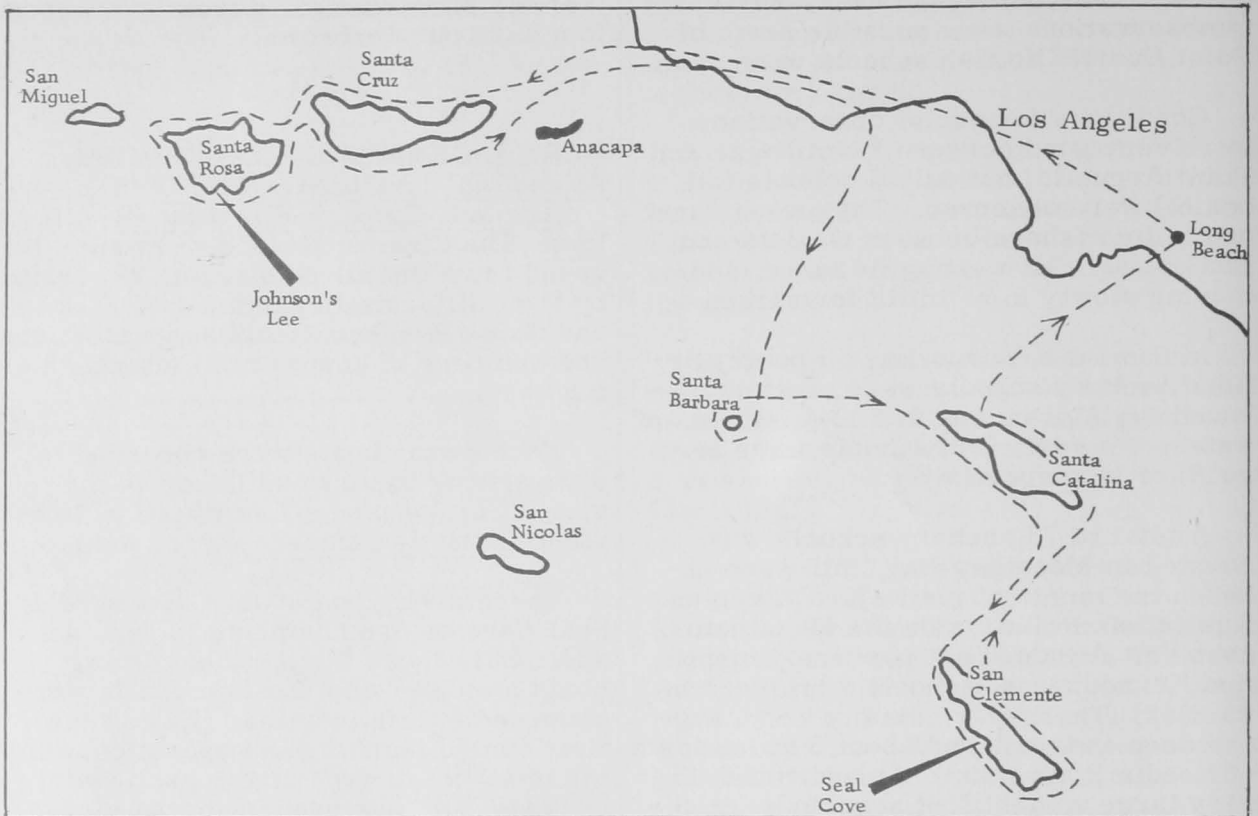 San
Miguel
Santa
Cruz
Santa
Rosa
Anacapa
Los Angeles
Long
Beach
Johnson's
Lee
Santa
Barbara
Santa
Catalina
San
Nicolas
San
Clemente
Seal
Cove